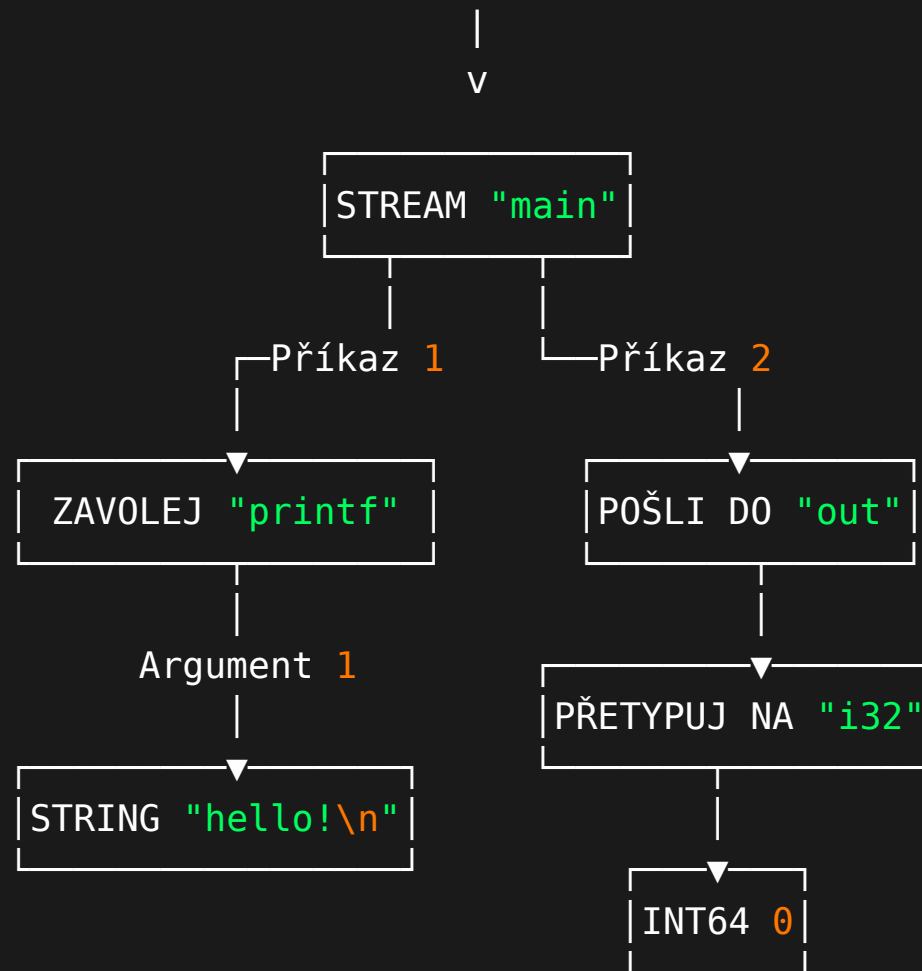 v
STREAM "main"
Příkaz 1 Příkaz 2
ZAVOLEJ "printf" POŠLI DO "out"
Argument 1
PŘETYPUJ NA "i32"
STRING "hello!\n"
INT64 0